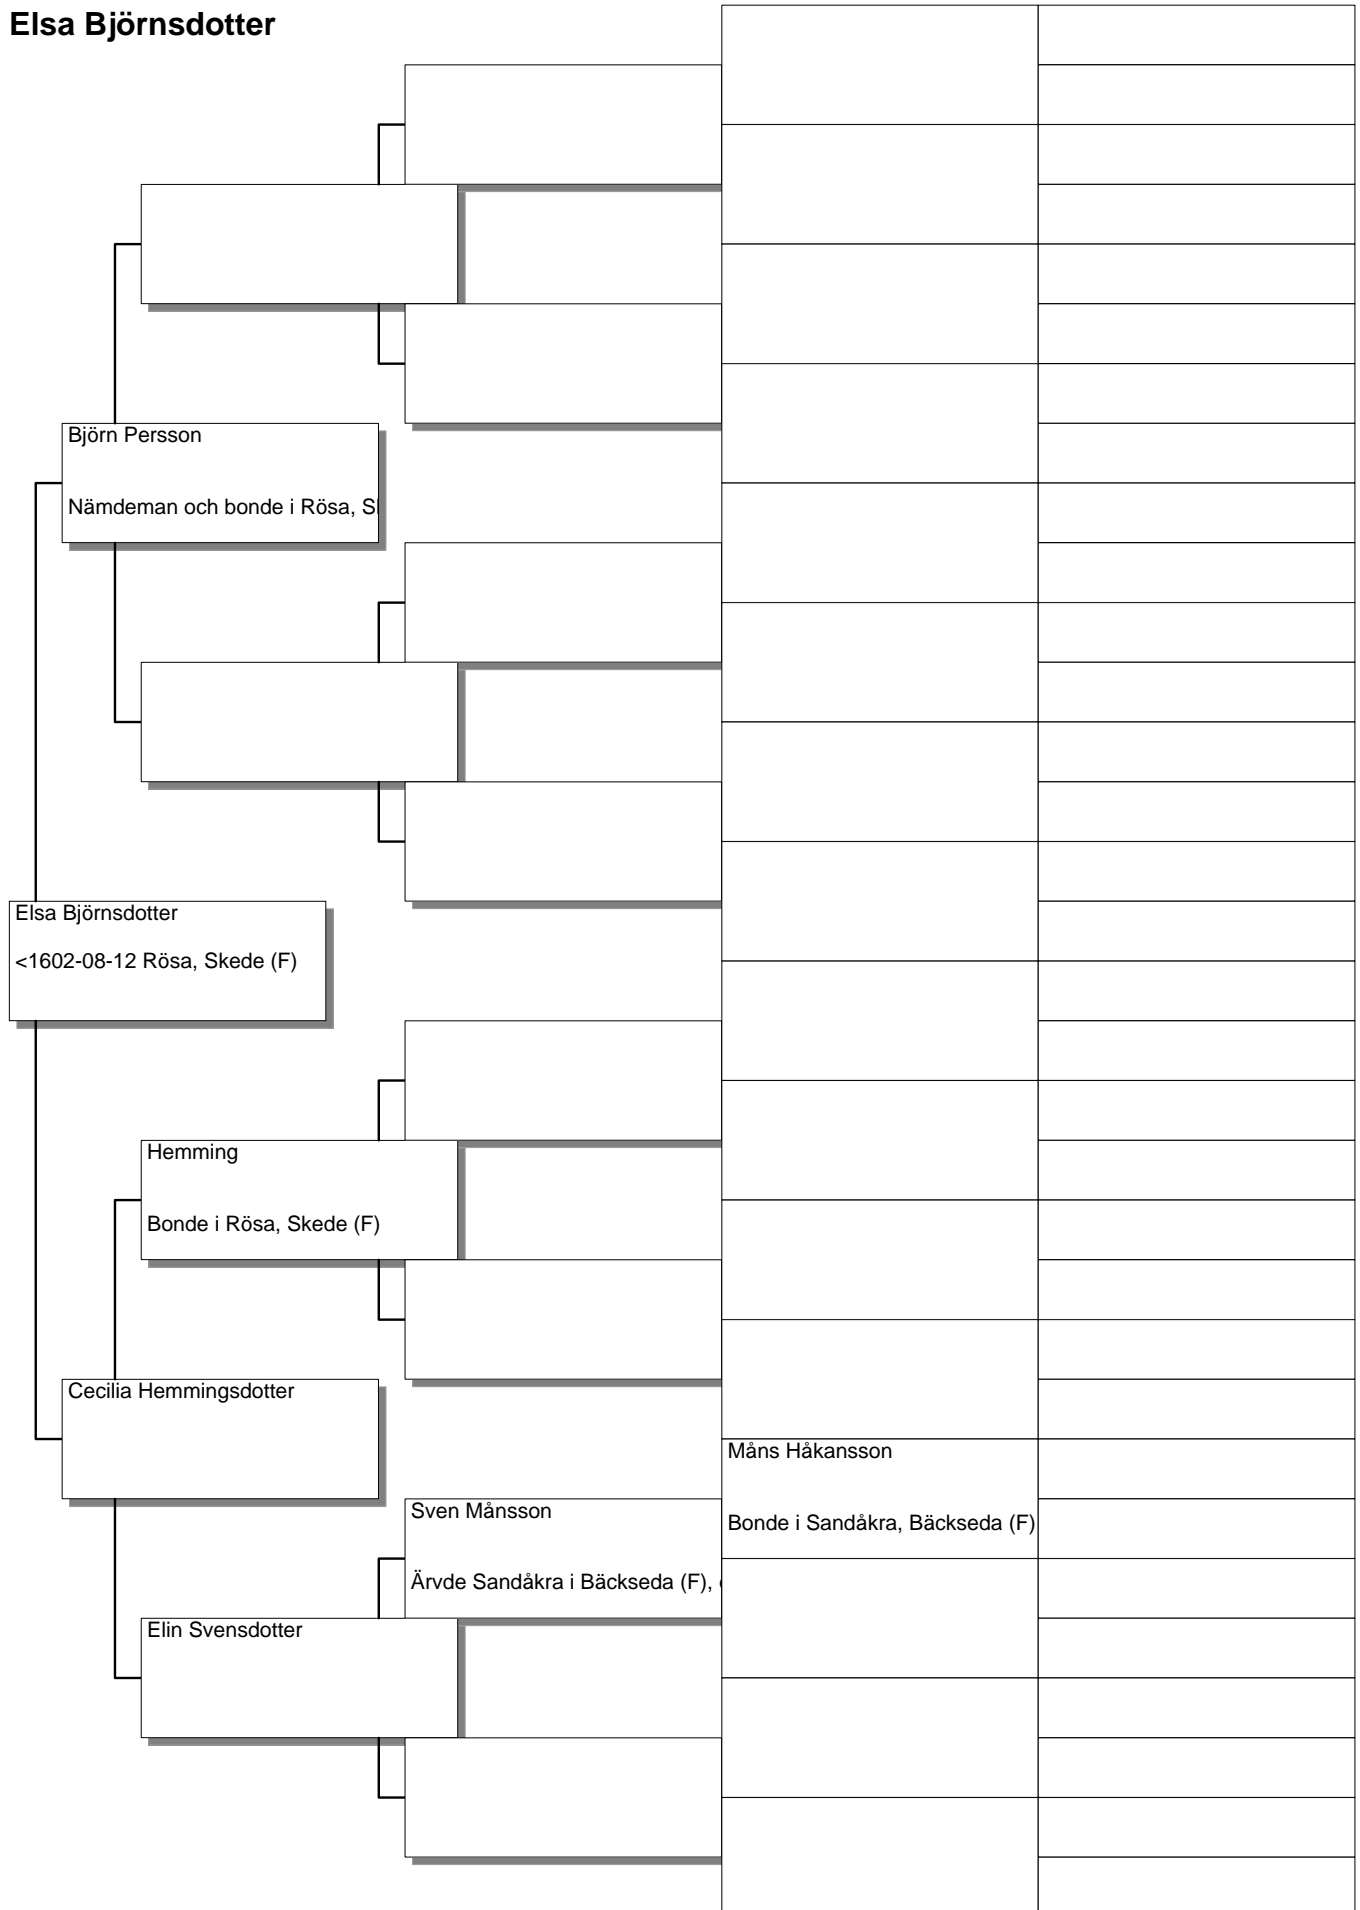 Elsa Björnsdotter
Björn Persson
Nämdeman och bonde i Rösa,
Elsa Björnsdotter
<1602-08-12 Rösa, Skede (F)
Hemming
Bonde i Rösa, Skede (F)
Cecilia Hemmingsdotter
Måns Håkansson
Bonde i Sandåkra, Bäckseda (F)
Sven Månsson
Ärvde Sandåkra i Bäckseda (F),
Elin Svensdotter